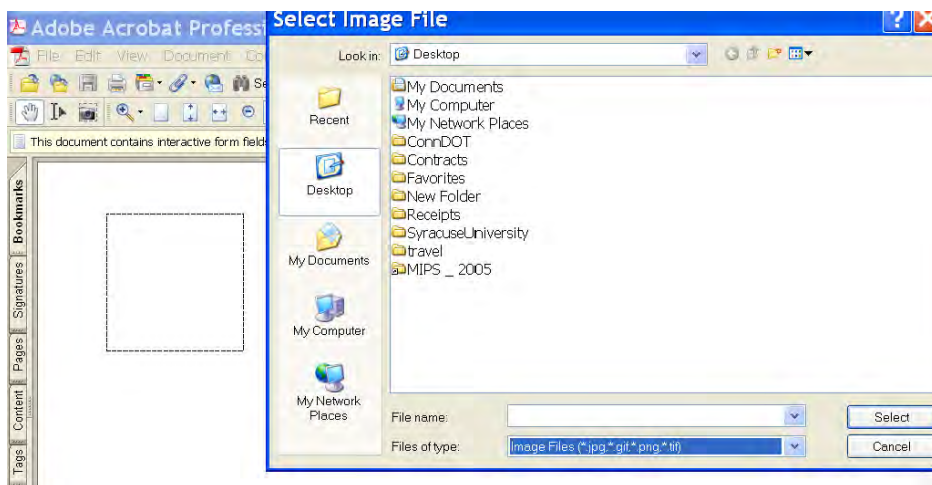 Adobe Acrobat Professi
File Edit View Document Co
Se
This document contains interactive form field
Bookmarks
Signatures
Pages
Content
Tags
Select Image File
Look in: Desktop
Recent
Desktop
My Documents
My Computer
My Network
Places
My Documents
My Computer
My Network Places
ConnDOT
Contracts
Favorites
New Folder
Receipts
SyracuseUniversity
travel
MIPS _ 2005
File name: Select
Files of type: Image Files (*.jpg,*.gif,*.png,*.tif) Cancel